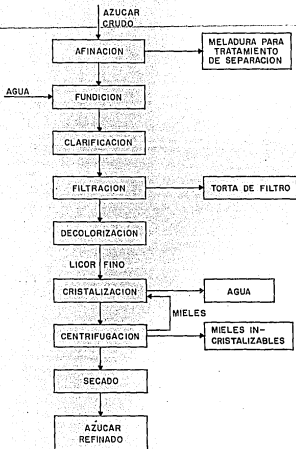 AZUCAR
CRUDO
AFINACION
MELADURA PARA
TRATAMIENTO
DE SEPARACION
AGUA
FUNDICION
CLARIFICACION
FILTRACION
TORTA DE FILTRO
DECOLORIZACION
LICOR FINO
CRISTALIZACION
AGUA
MIELES
CENTRIFUGACION
MIELES IN-
CRISTALIZABLES
SECADO
AZUCAR
REFINADO